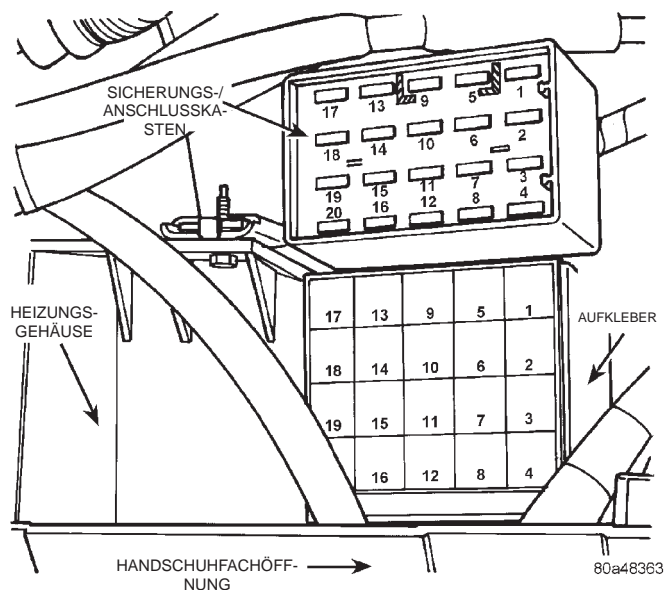 SICHERUNGS-/
ANSCHLUSSKA-
STEN
17 13 9 5 1
18 14 10 6 2
19 15 11 7 3
20 16 12 8 4
HEIZUNGS-
GEHÄUSE
AUFKLEBER
17 13 9 5 1
18 14 10 6 2
19 15 11 7 3
16 12 8 4
HANDSCHUHFACHÖFF-
NUNG
80a48363